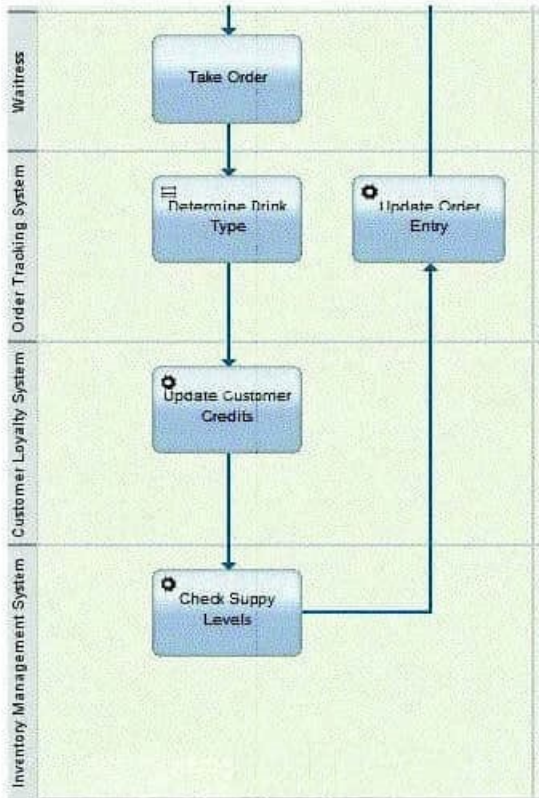 Waitress
Take Order
Order Tracking System
Determine Drink
Type
Update Order
Entry
Customer Loyalty System
Update Customer
Credits
Inventory Management System
Check Suppy
Levels